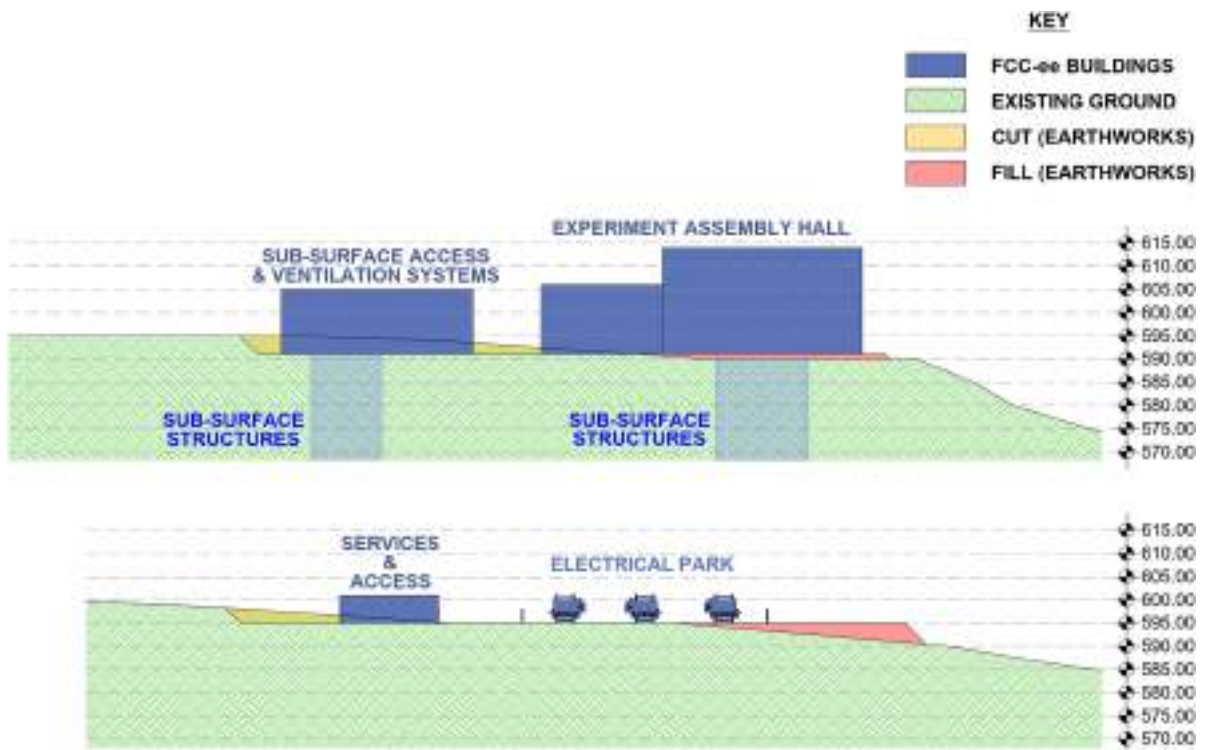 KEY
FCC-ee BUILDINGS
EXISTING GROUND
CUT (EARTHWORKS)
FILL (EARTHWORKS)
EXPERIMENT ASSEMBLY HALL
SUB-SURFACE ACCESS
& VENTILATION SYSTEMS
615.00
610.00
605.00
600.00
595.00
590.00
585.00
580.00
575.00
570.00
SUB-SURFACE
STRUCTURES
SUB-SURFACE
STRUCTURES
SERVICES
&
ACCESS
ELECTRICAL PARK
615.00
610.00
605.00
600.00
595.00
590.00
585.00
580.00
575.00
570.00